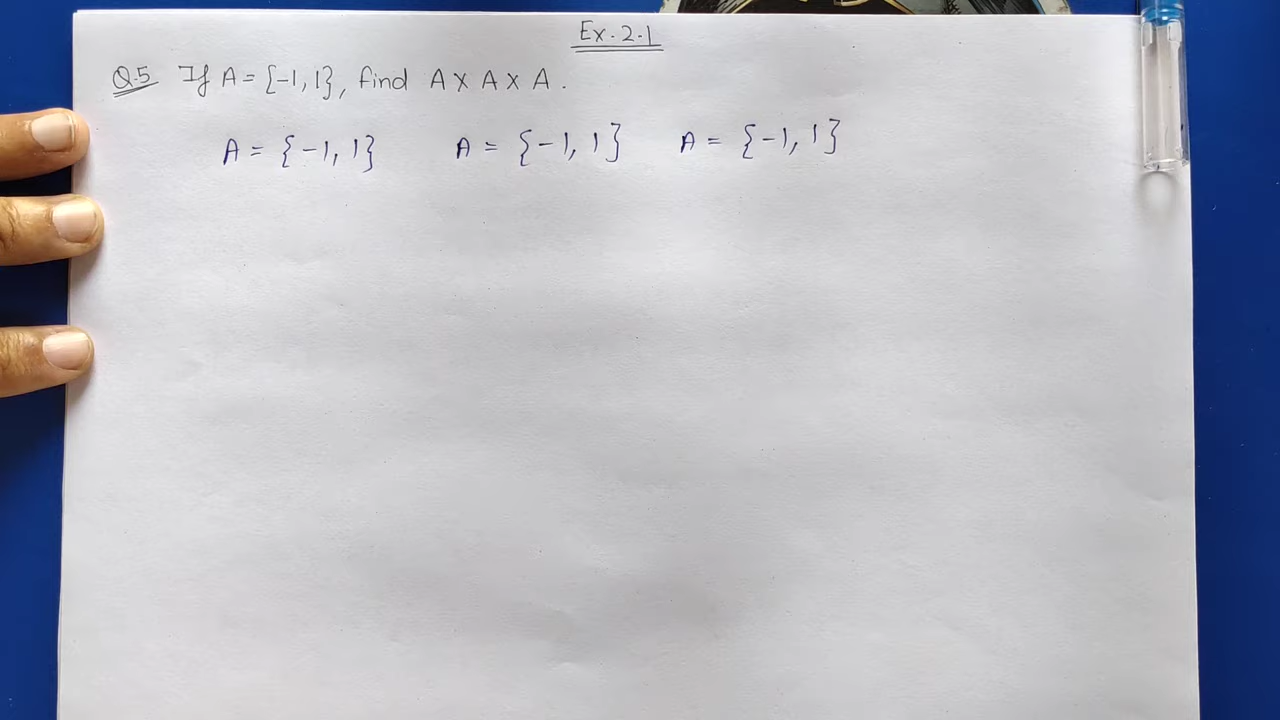 Ex. 2.1
Q.5 If A = {-1, 1}, find A X A X A.
A = {-1, 1} A = {-1, 1} A = {-1, 1}